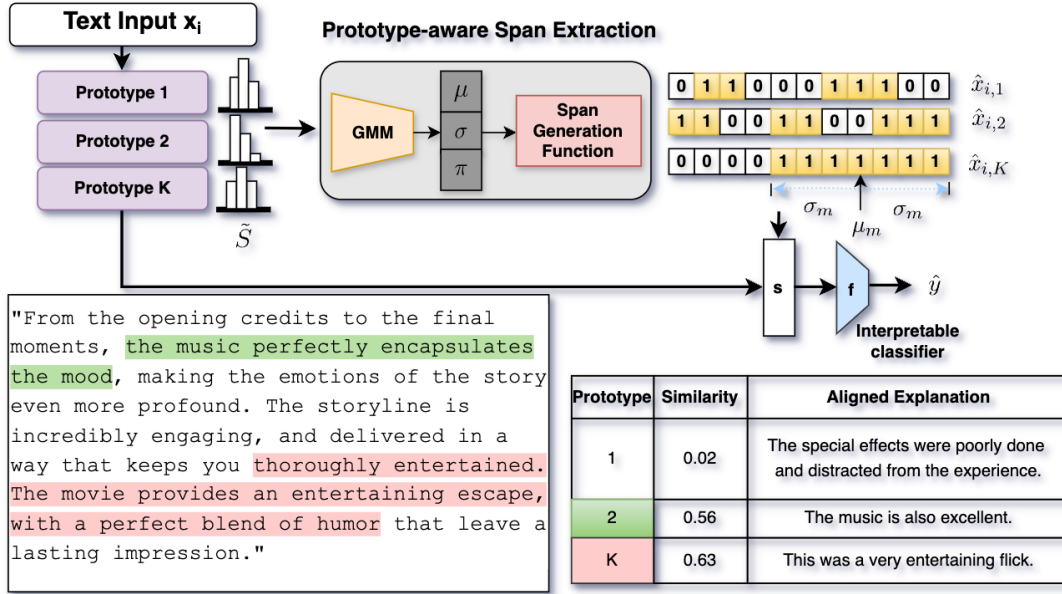 Text Input x_i
Prototype-aware Span Extraction
Prototype 1
Prototype 2
Prototype K
S̃
GMM
μ
σ
π
Span
Generation
Function
0 1 1 0 0 0 1 1 1 0 0 x̂_{i,1}
1 1 0 0 1 1 0 0 1 1 1 x̂_{i,2}
0 0 0 0 1 1 1 1 1 1 1 x̂_{i,K}
σ_m σ_m
μ_m
s
f
ŷ
Interpretable
classifier
"From the opening credits to the final
moments, the music perfectly encapsulates
the mood, making the emotions of the story
even more profound. The storyline is
incredibly engaging, and delivered in a
way that keeps you thoroughly entertained.
The movie provides an entertaining escape,
with a perfect blend of humor that leave a
lasting impression."
Prototype Similarity Aligned Explanation
1 0.02 The special effects were poorly done
and distracted from the experience.
2 0.56 The music is also excellent.
K 0.63 This was a very entertaining flick.